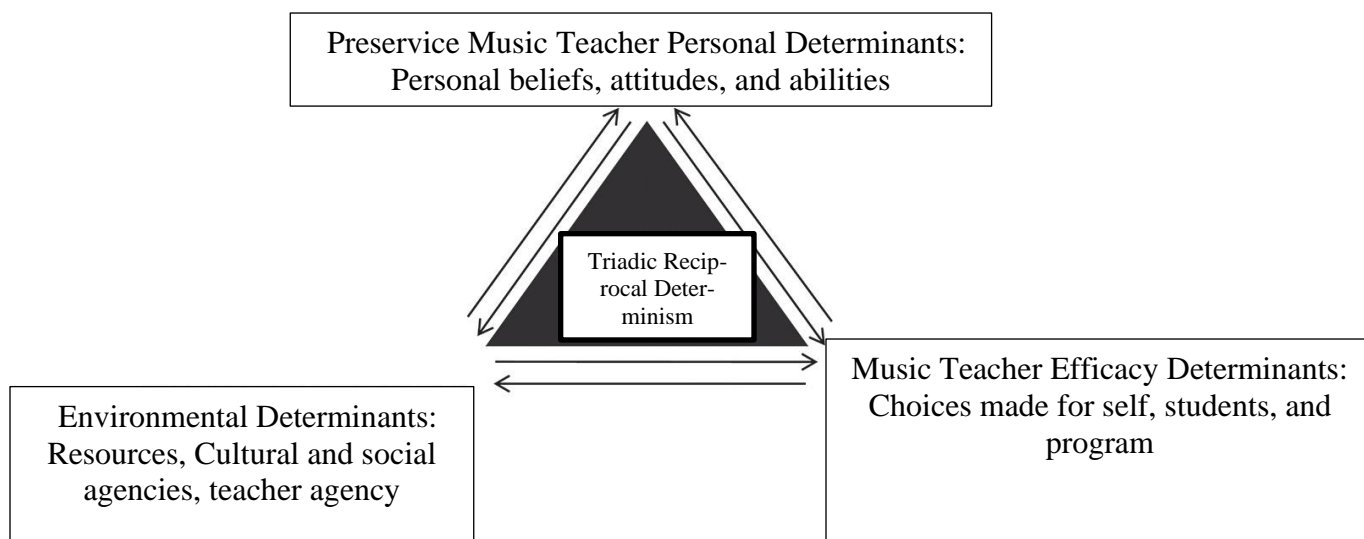 Preservice Music Teacher Personal Determinants:
Personal beliefs, attitudes, and abilities
Triadic Recip-
rocal Deter-
minism
Music Teacher Efficacy Determinants:
Choices made for self, students, and
program
Environmental Determinants:
Resources, Cultural and social
agencies, teacher agency